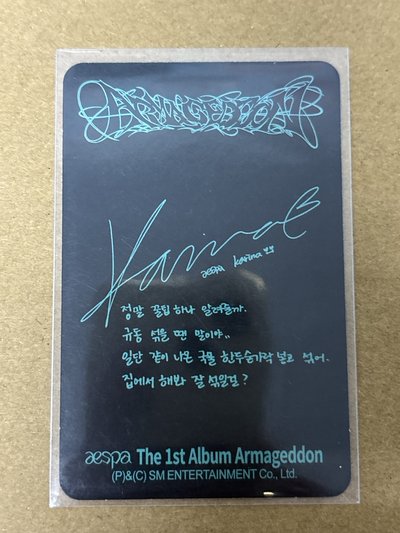 ARMAGEDDON
Karina
aespa karina
정말 꿀팁 하나 알려줄까.
규동 섞을 땐 말이야..
일단 같이 나온 국물 한두숟가락 넣고 섞어.
집에서 해봐 잘 섞일걸?
aespa The 1st Album Armageddon
(P)&(C) SM ENTERTAINMENT Co., Ltd.